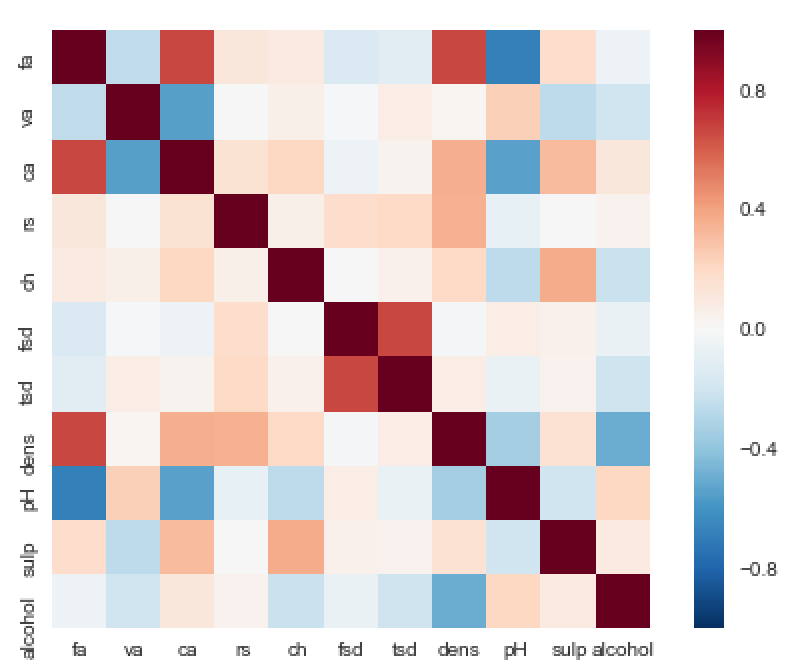 fa
va
ca
rs
ch
fsd
tsd
dens
pH
sulp
alcohol
fa va ca rs ch fsd tsd dens pH sulp alcohol
0.8
0.4
0.0
−0.4
−0.8